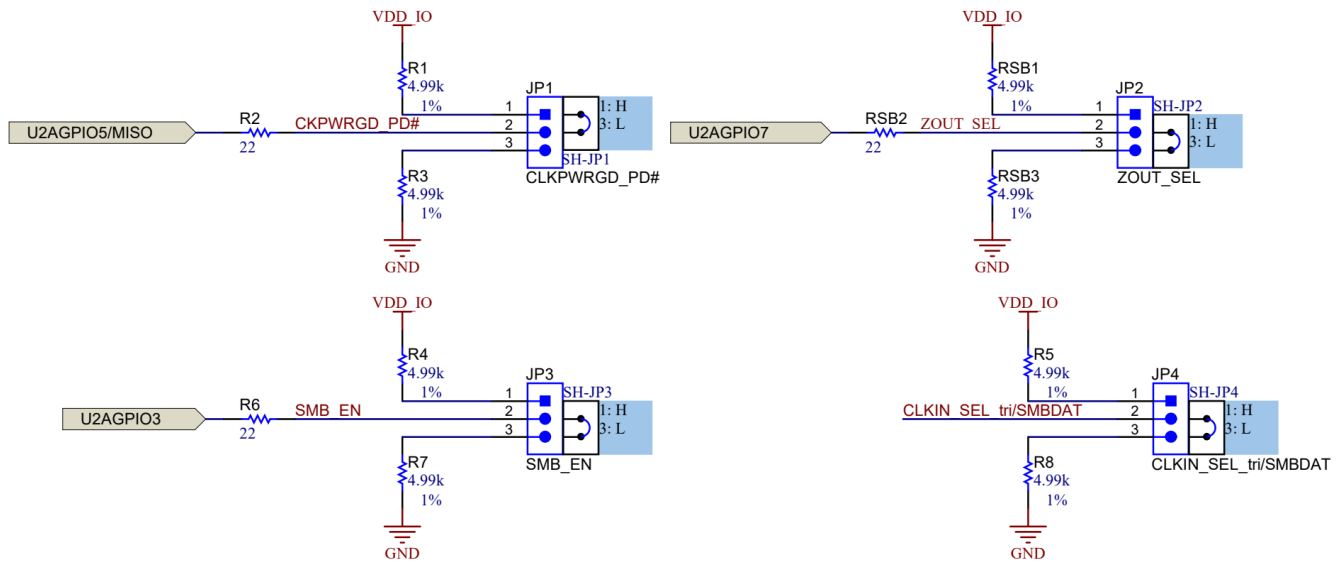 VDD_IO
R1
4.99k
1%
JP1
1
2
3
1: H
3: L
SH-JP1
CLKPWRGD_PD#
U2AGPIO5/MISO
R2
22
CKPWRGD_PD#
R3
4.99k
1%
GND
VDD_IO
RSB1
4.99k
1%
JP2
SH-JP2
1
2
3
1: H
3: L
ZOUT_SEL
U2AGPIO7
RSB2
22
ZOUT_SEL
RSB3
4.99k
1%
GND
VDD_IO
R4
4.99k
1%
JP3
SH-JP3
1
2
3
1: H
3: L
SMB_EN
U2AGPIO3
R6
22
SMB_EN
R7
4.99k
1%
GND
VDD_IO
R5
4.99k
1%
JP4
SH-JP4
1
2
3
1: H
3: L
CLKIN_SEL_tri/SMBDAT
CLKIN_SEL_tri/SMBDAT
R8
4.99k
1%
GND